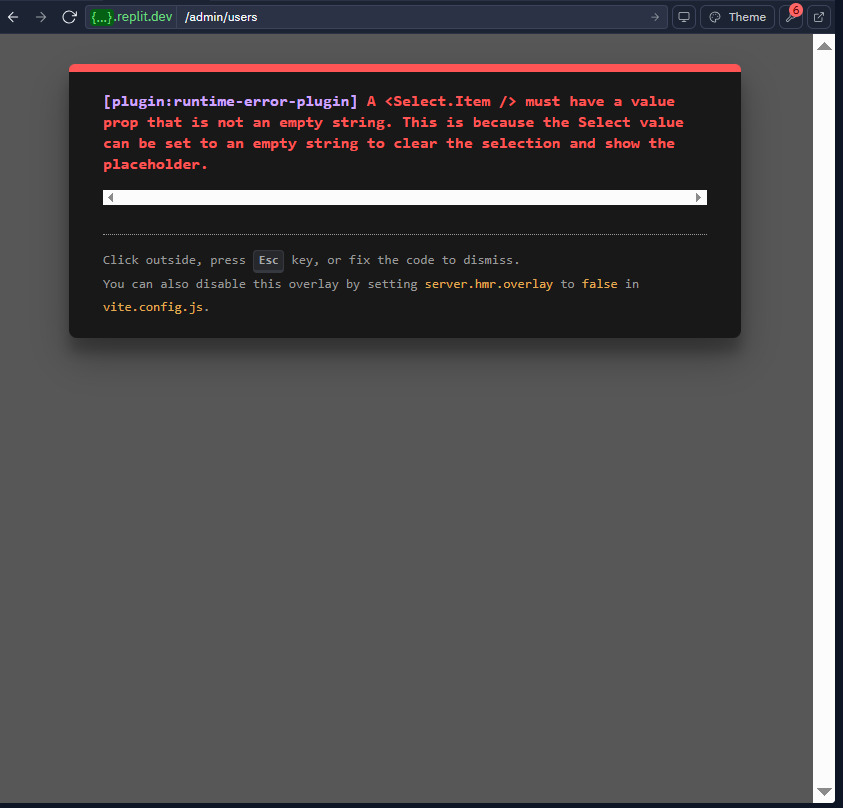 {...}.replit.dev /admin/users Theme 6
[plugin:runtime-error-plugin] A <Select.Item /> must have a value
prop that is not an empty string. This is because the Select value
can be set to an empty string to clear the selection and show the
placeholder.
Click outside, press Esc key, or fix the code to dismiss.
You can also disable this overlay by setting server.hmr.overlay to false in
vite.config.js.